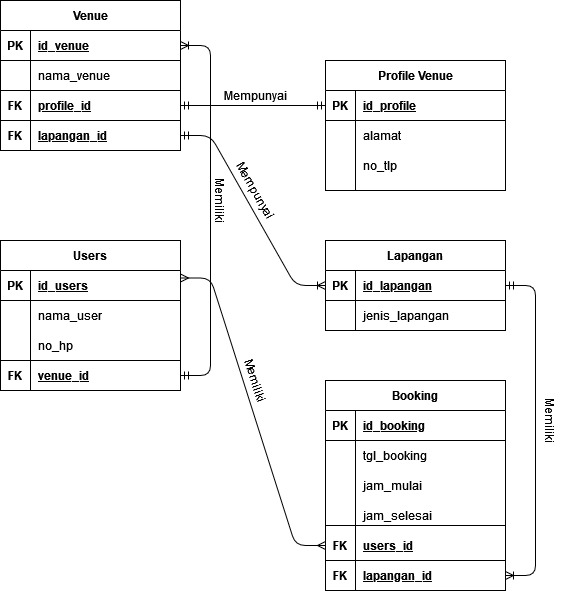 Venue
PK id_venue
nama_venue
FK profile_id
FK lapangan_id
Mempunyai
Profile Venue
PK id_profile
alamat
no_tlp
Mempunyai
Memiliki
Users
PK id_users
nama_user
no_hp
FK venue_id
Lapangan
PK id_lapangan
jenis_lapangan
Memiliki
Booking
PK id_booking
tgl_booking
jam_mulai
jam_selesai
FK users_id
FK lapangan_id
Memiliki